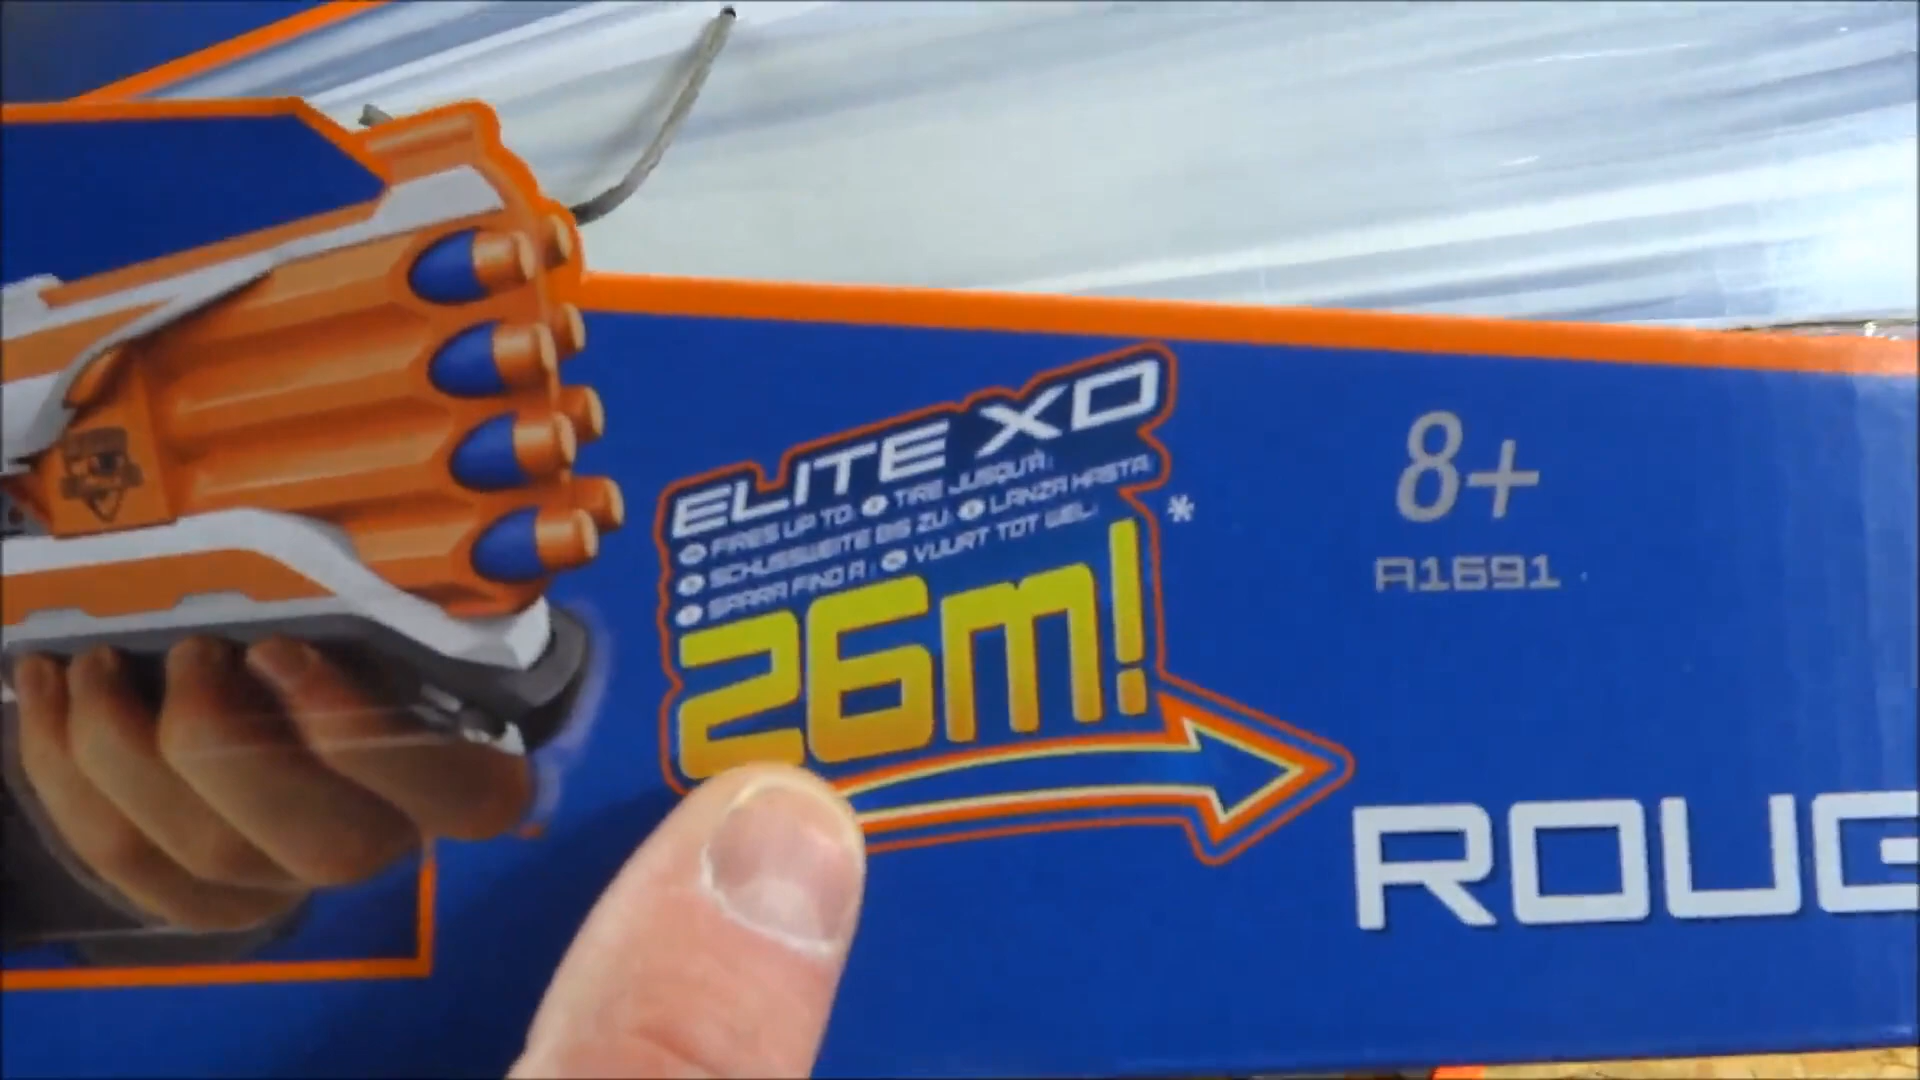 ELITE XD
FIRES UP TO: F TIRE JUSQU'À:
SCHUSSWEITE BIS ZU: LANZA HASTA:
SPARA FINO A: VUURT TOT WEL:
26m!
*
8+
A1691
ROUG